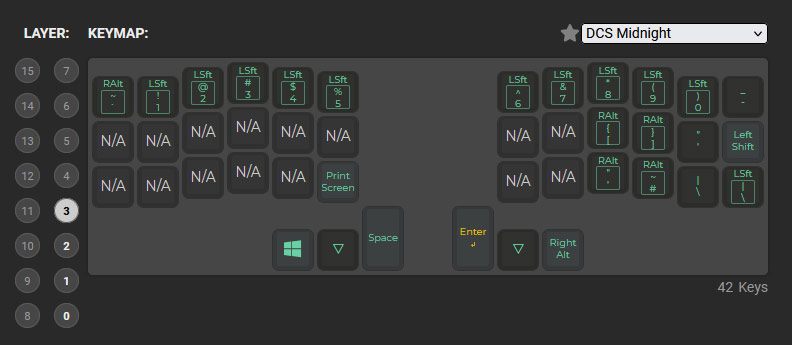 LAYER: KEYMAP: DCS Midnight
15 7
14 6
13 5
12 4
11 3
10 2
9 1
8 0
RAlt LSft LSft LSft LSft LSft LSft LSft LSft LSft LSft
~ ! @ # $ % ^ & * ( ) _
` 1 2 3 4 5 6 7 8 9 0 -
N/A N/A N/A N/A N/A N/A N/A N/A RAlt RAlt " Left
{ } ' Shift
[ ]
N/A N/A N/A N/A N/A Print N/A N/A RAlt RAlt | LSft
Screen " ~ \ |
' # \
Space Enter Right
↲ Alt
▽ ▽
42 Keys